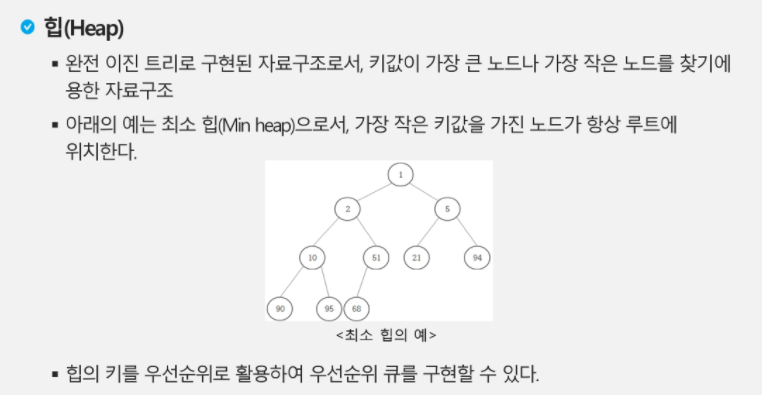 힙(Heap)
▪ 완전 이진 트리로 구현된 자료구조로서, 키값이 가장 큰 노드나 가장 작은 노드를 찾기에
용한 자료구조
▪ 아래의 예는 최소 힙(Min heap)으로서, 가장 작은 키값을 가진 노드가 항상 루트에
위치한다.
1
2 5
10 51 21 94
90 95 68
<최소 힙의 예>
▪ 힙의 키를 우선순위로 활용하여 우선순위 큐를 구현할 수 있다.